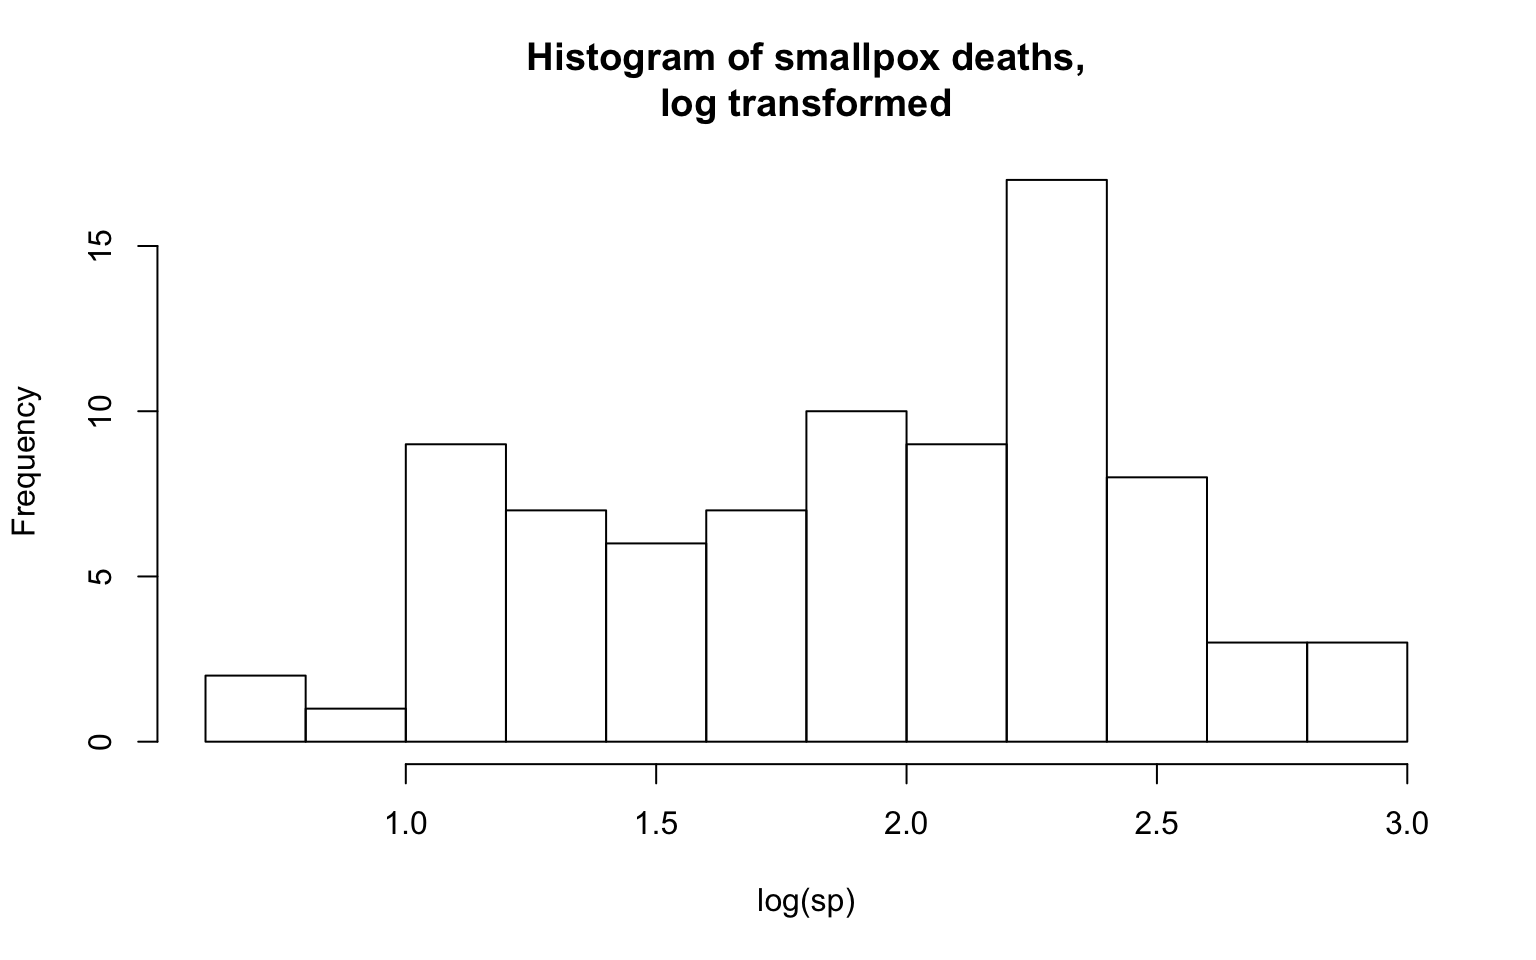 Histogram of smallpox deaths,
log transformed
15
10
5
0
Frequency
1.0 1.5 2.0 2.5 3.0
log(sp)